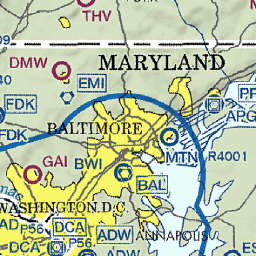 THV
DMW
MARYLAND
EMI
FDK
APG
BALTIMORE
FDK
MTN
R4001
GAI
BWI
BAL
WASHINGTON D C
P56
DCA
ADW
ANNAPOLIS
DCA
P56
ADW